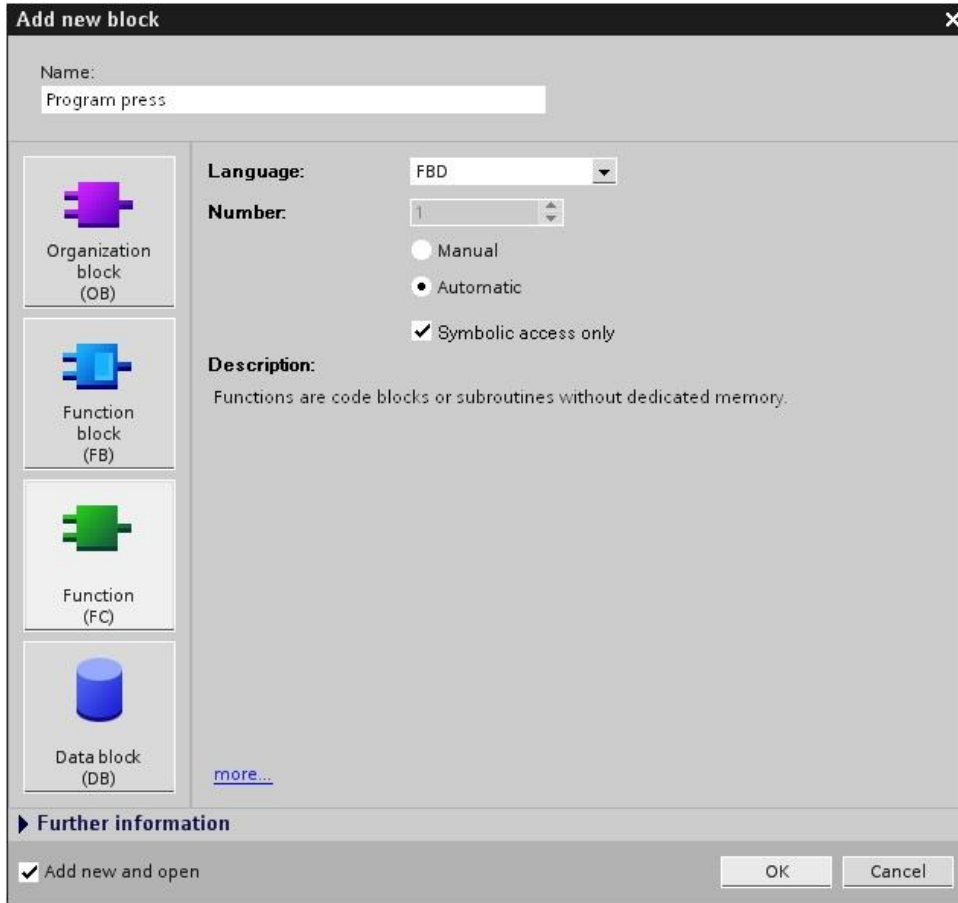 Add new block
Name:
Program press
Organization
block
(OB)
Function
block
(FB)
Function
(FC)
Data block
(DB)
Language:
FBD
Number:
1
Manual
Automatic
Symbolic access only
Description:
Functions are code blocks or subroutines without dedicated memory.
more...
Further information
Add new and open
OK
Cancel